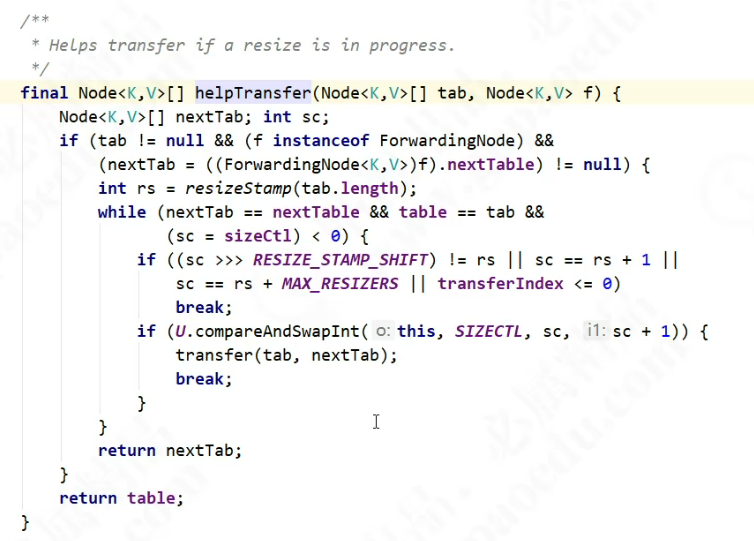 /**
 * Helps transfer if a resize is in progress.
 */
final Node<K,V>[] helpTransfer(Node<K,V>[] tab, Node<K,V> f) {
    Node<K,V>[] nextTab; int sc;
    if (tab != null && (f instanceof ForwardingNode) &&
        (nextTab = ((ForwardingNode<K,V>)f).nextTable) != null) {
        int rs = resizeStamp(tab.length);
        while (nextTab == nextTable && table == tab &&
               (sc = sizeCtl) < 0) {
            if ((sc >>> RESIZE_STAMP_SHIFT) != rs || sc == rs + 1 ||
                sc == rs + MAX_RESIZERS || transferIndex <= 0)
                break;
            if (U.compareAndSwapInt( o: this, SIZECTL, sc, i1: sc + 1)) {
                transfer(tab, nextTab);
                break;
            }
        }
        return nextTab;
    }
    return table;
}